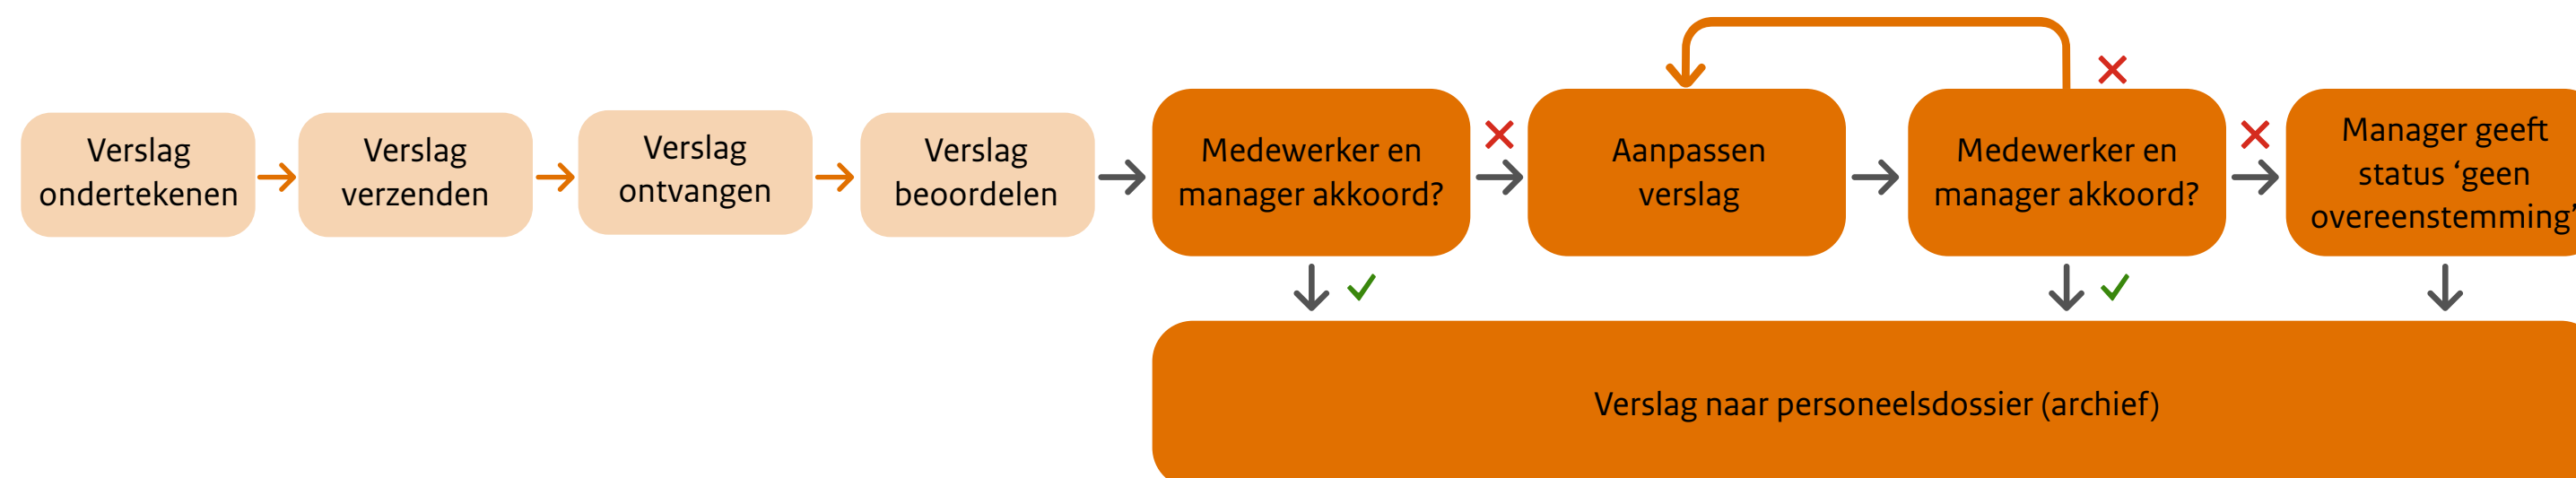 Verslag
ondertekenen
Verslag
verzenden
Verslag
ontvangen
Verslag
beoordelen
Medewerker en
manager akkoord?
Aanpassen
verslag
Medewerker en
manager akkoord?
Manager geeft
status ‘geen
overeenstemming’
Verslag naar personeelsdossier (archief)